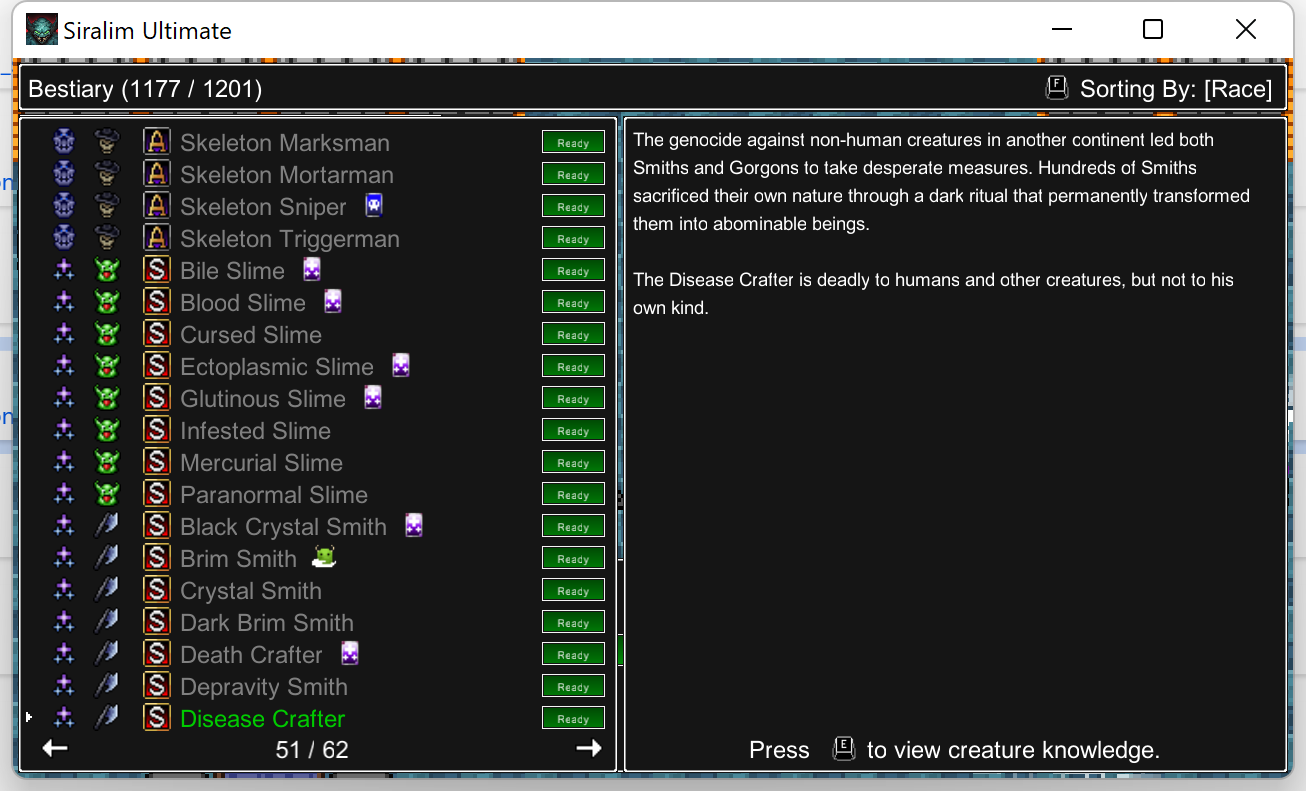 Siralim Ultimate
Bestiary (1177 / 1201)
F Sorting By: [Race]
A Skeleton Marksman Ready
A Skeleton Mortarman Ready
A Skeleton Sniper Ready
A Skeleton Triggerman Ready
S Bile Slime Ready
S Blood Slime Ready
S Cursed Slime Ready
S Ectoplasmic Slime Ready
S Glutinous Slime Ready
S Infested Slime Ready
S Mercurial Slime Ready
S Paranormal Slime Ready
S Black Crystal Smith Ready
S Brim Smith Ready
S Crystal Smith Ready
S Dark Brim Smith Ready
S Death Crafter Ready
S Depravity Smith Ready
S Disease Crafter Ready
51 / 62
The genocide against non-human creatures in another continent led both
Smiths and Gorgons to take desperate measures. Hundreds of Smiths
sacrificed their own nature through a dark ritual that permanently transformed
them into abominable beings.
The Disease Crafter is deadly to humans and other creatures, but not to his
own kind.
Press E to view creature knowledge.